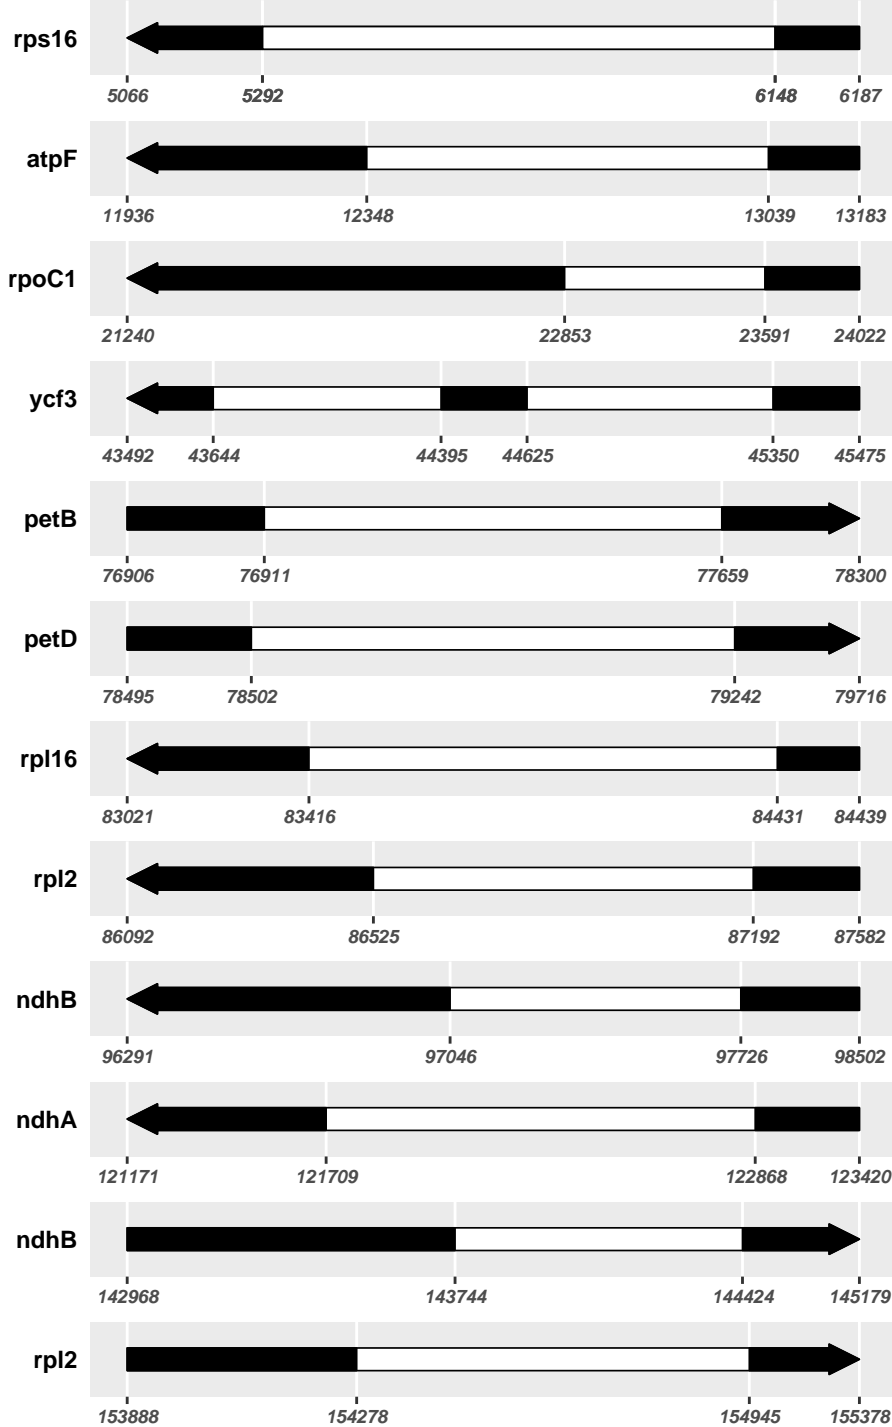 rps16
5066 5292 6148 6187
atpF
11936 12348 13039 13183
rpoC1
21240 22853 23591 24022
ycf3
43492 43644 44395 44625 45350 45475
petB
76906 76911 77659 78300
petD
78495 78502 79242 79716
rpl16
83021 83416 84431 84439
rpl2
86092 86525 87192 87582
ndhB
96291 97046 97726 98502
ndhA
121171 121709 122868 123420
ndhB
142968 143744 144424 145179
rpl2
153888 154278 154945 155378